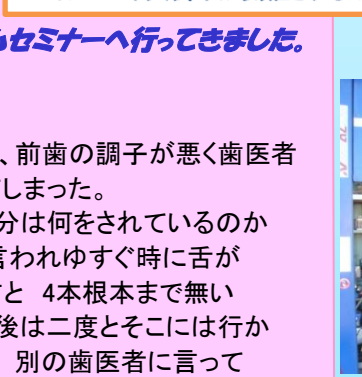 ムセミナーへ行ってきました。
、前歯の調子が悪く歯医者
しまった。
分は何をされているのか
言われゆすぐ時に舌が
と 4本根本まで無い
後は二度とそこには行か
別の歯医者に言って